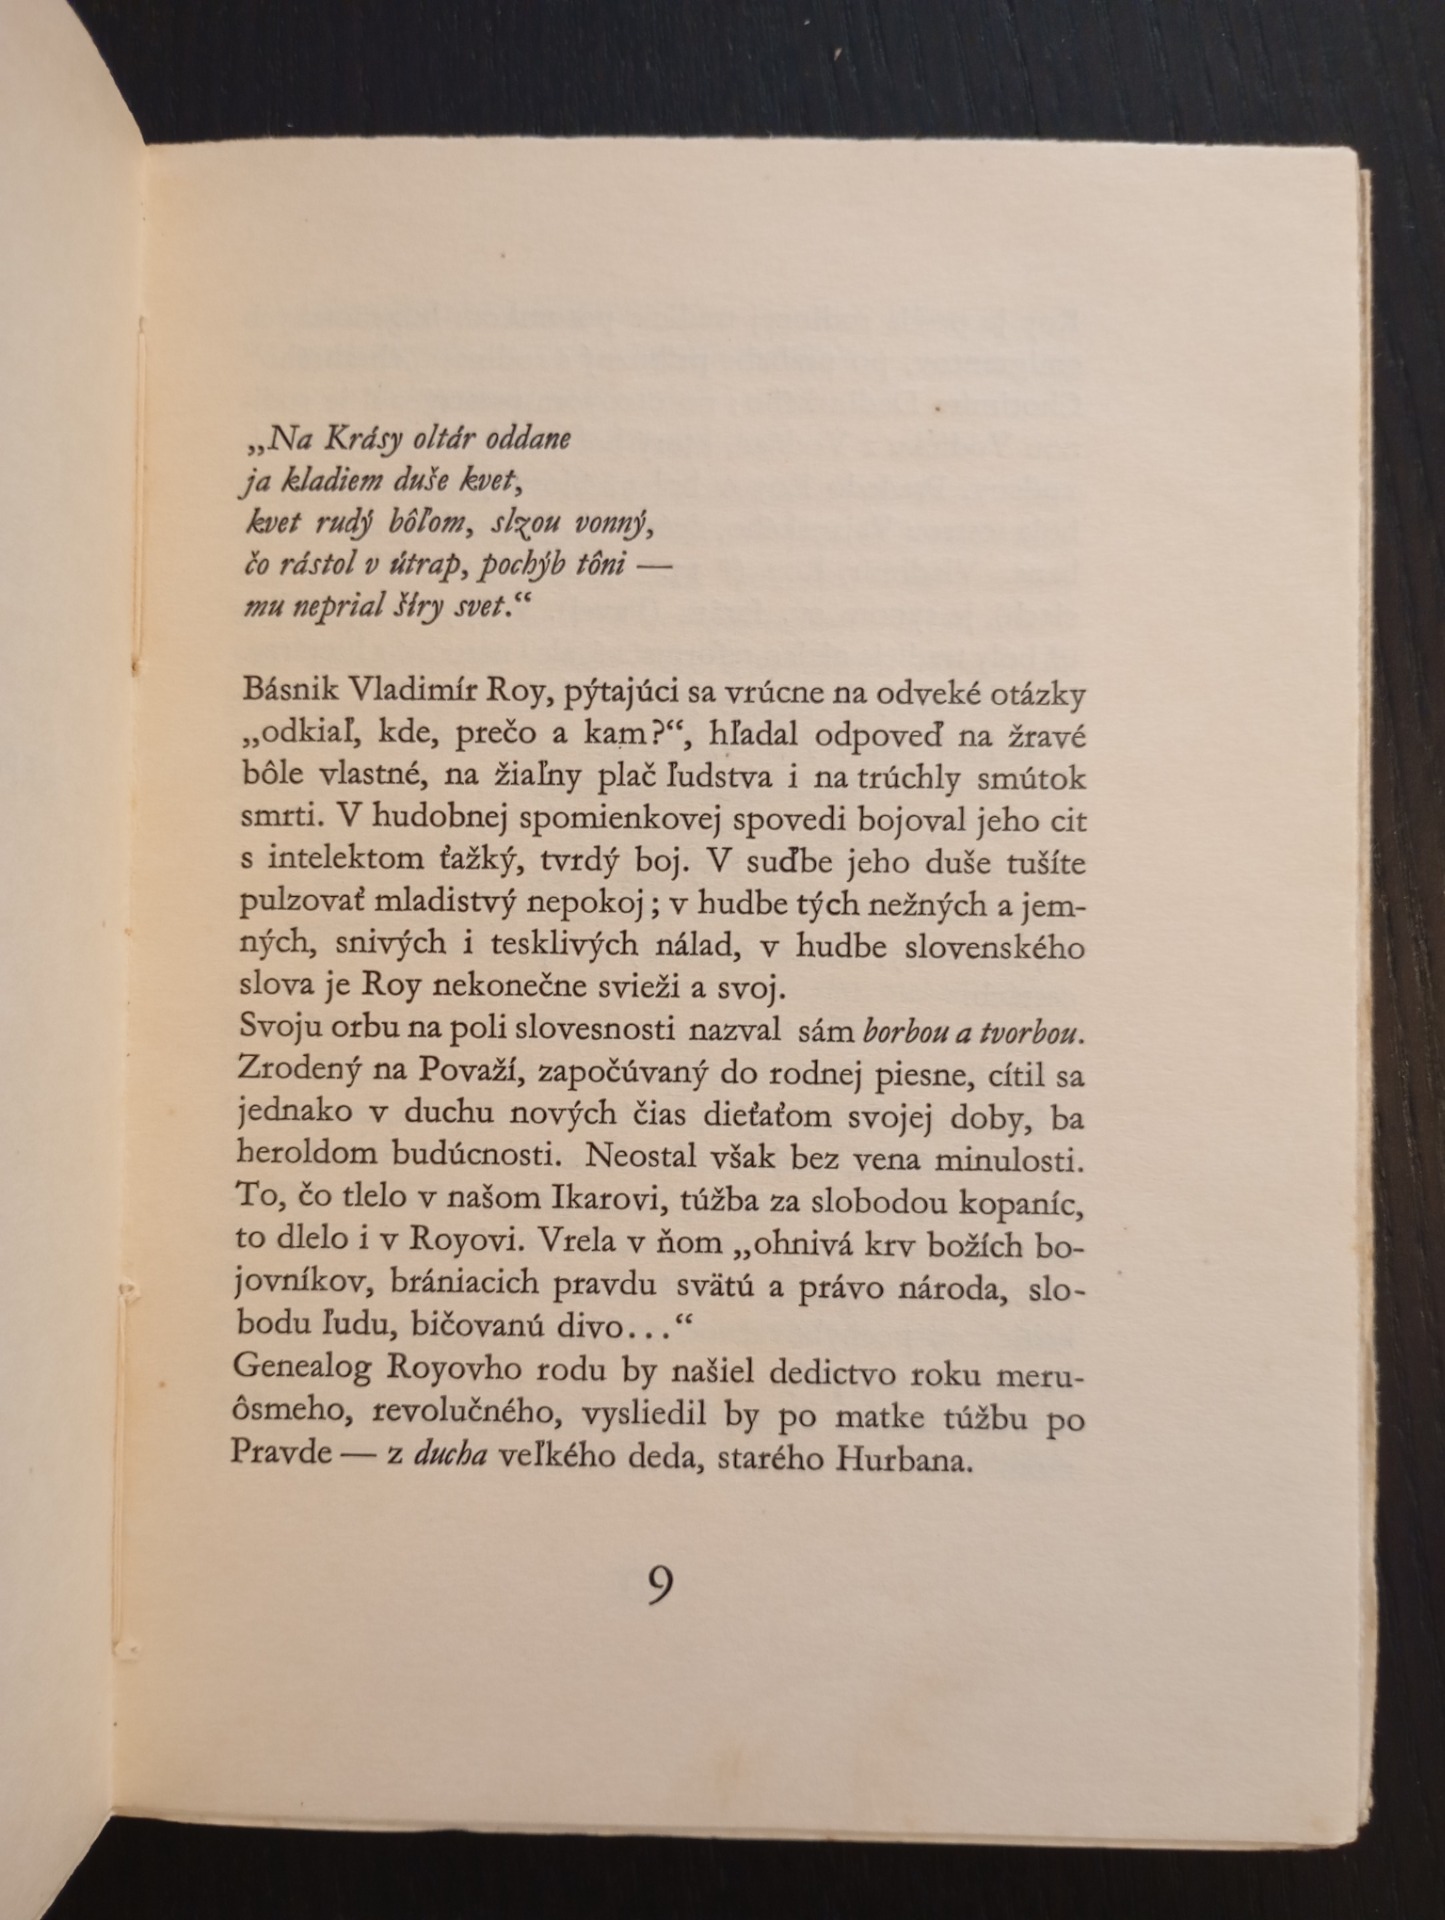 „Na Krásy oltár oddane
ja kladiem duše kvet,
kvet rudý bôľom, slzou vonný,
čo rástol v útrap, pochýb tôni —
mu neprial šíry svet.“
Básnik Vladimír Roy, pýtajúci sa vrúcne na odveké otázky
„odkiaľ, kde, prečo a kam?“, hľadal odpoveď na žravé
bôle vlastné, na žiaľny plač ľudstva i na trúchly smútok
smrti. V hudobnej spomienkovej spovedi bojoval jeho cit
s intelektom ťažký, tvrdý boj. V suďbe jeho duše tušíte
pulzovať mladistvý nepokoj; v hudbe tých nežných a jem-
ných, snivých i tesklivých nálad, v hudbe slovenského
slova je Roy nekonečne svieži a svoj.
Svoju orbu na poli slovesnosti nazval sám borbou a tvorbou.
Zrodený na Považí, započúvaný do rodnej piesne, cítil sa
jednako v duchu nových čias dieťaťom svojej doby, ba
heroldom budúcnosti. Neostal však bez vena minulosti.
To, čo tlelo v našom Ikarovi, túžba za slobodou kopaníc,
to dlelo i v Royovi. Vrela v ňom „ohnivá krv božích bo-
jovníkov, brániacich pravdu svätú a právo národa, slo-
bodu ľudu, bičovanú divo...“
Genealog Royovho rodu by našiel dedictvo roku meru-
ôsmeho, revolučného, vysliedil by po matke túžbu po
Pravde — z ducha veľkého deda, starého Hurbana.
9